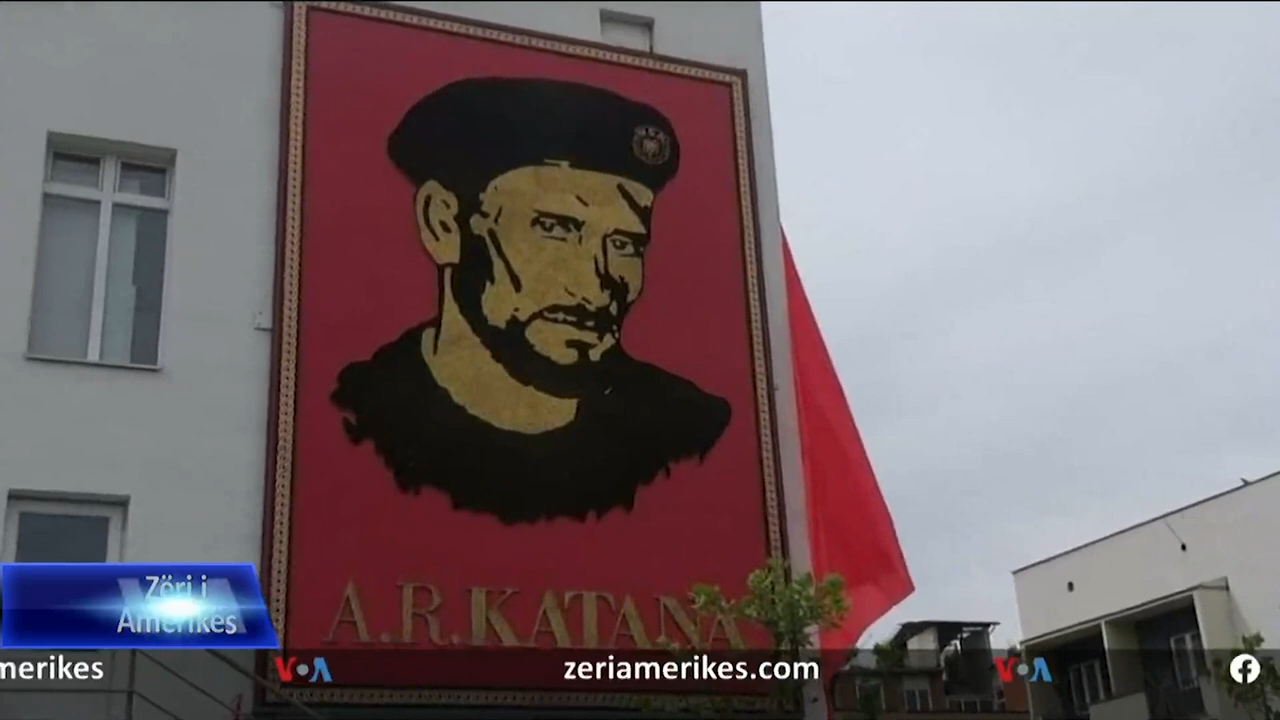 A.R.KATANA
Zëri i
Amerikës
merikes
VOA
zeriamerikes.com
VOA